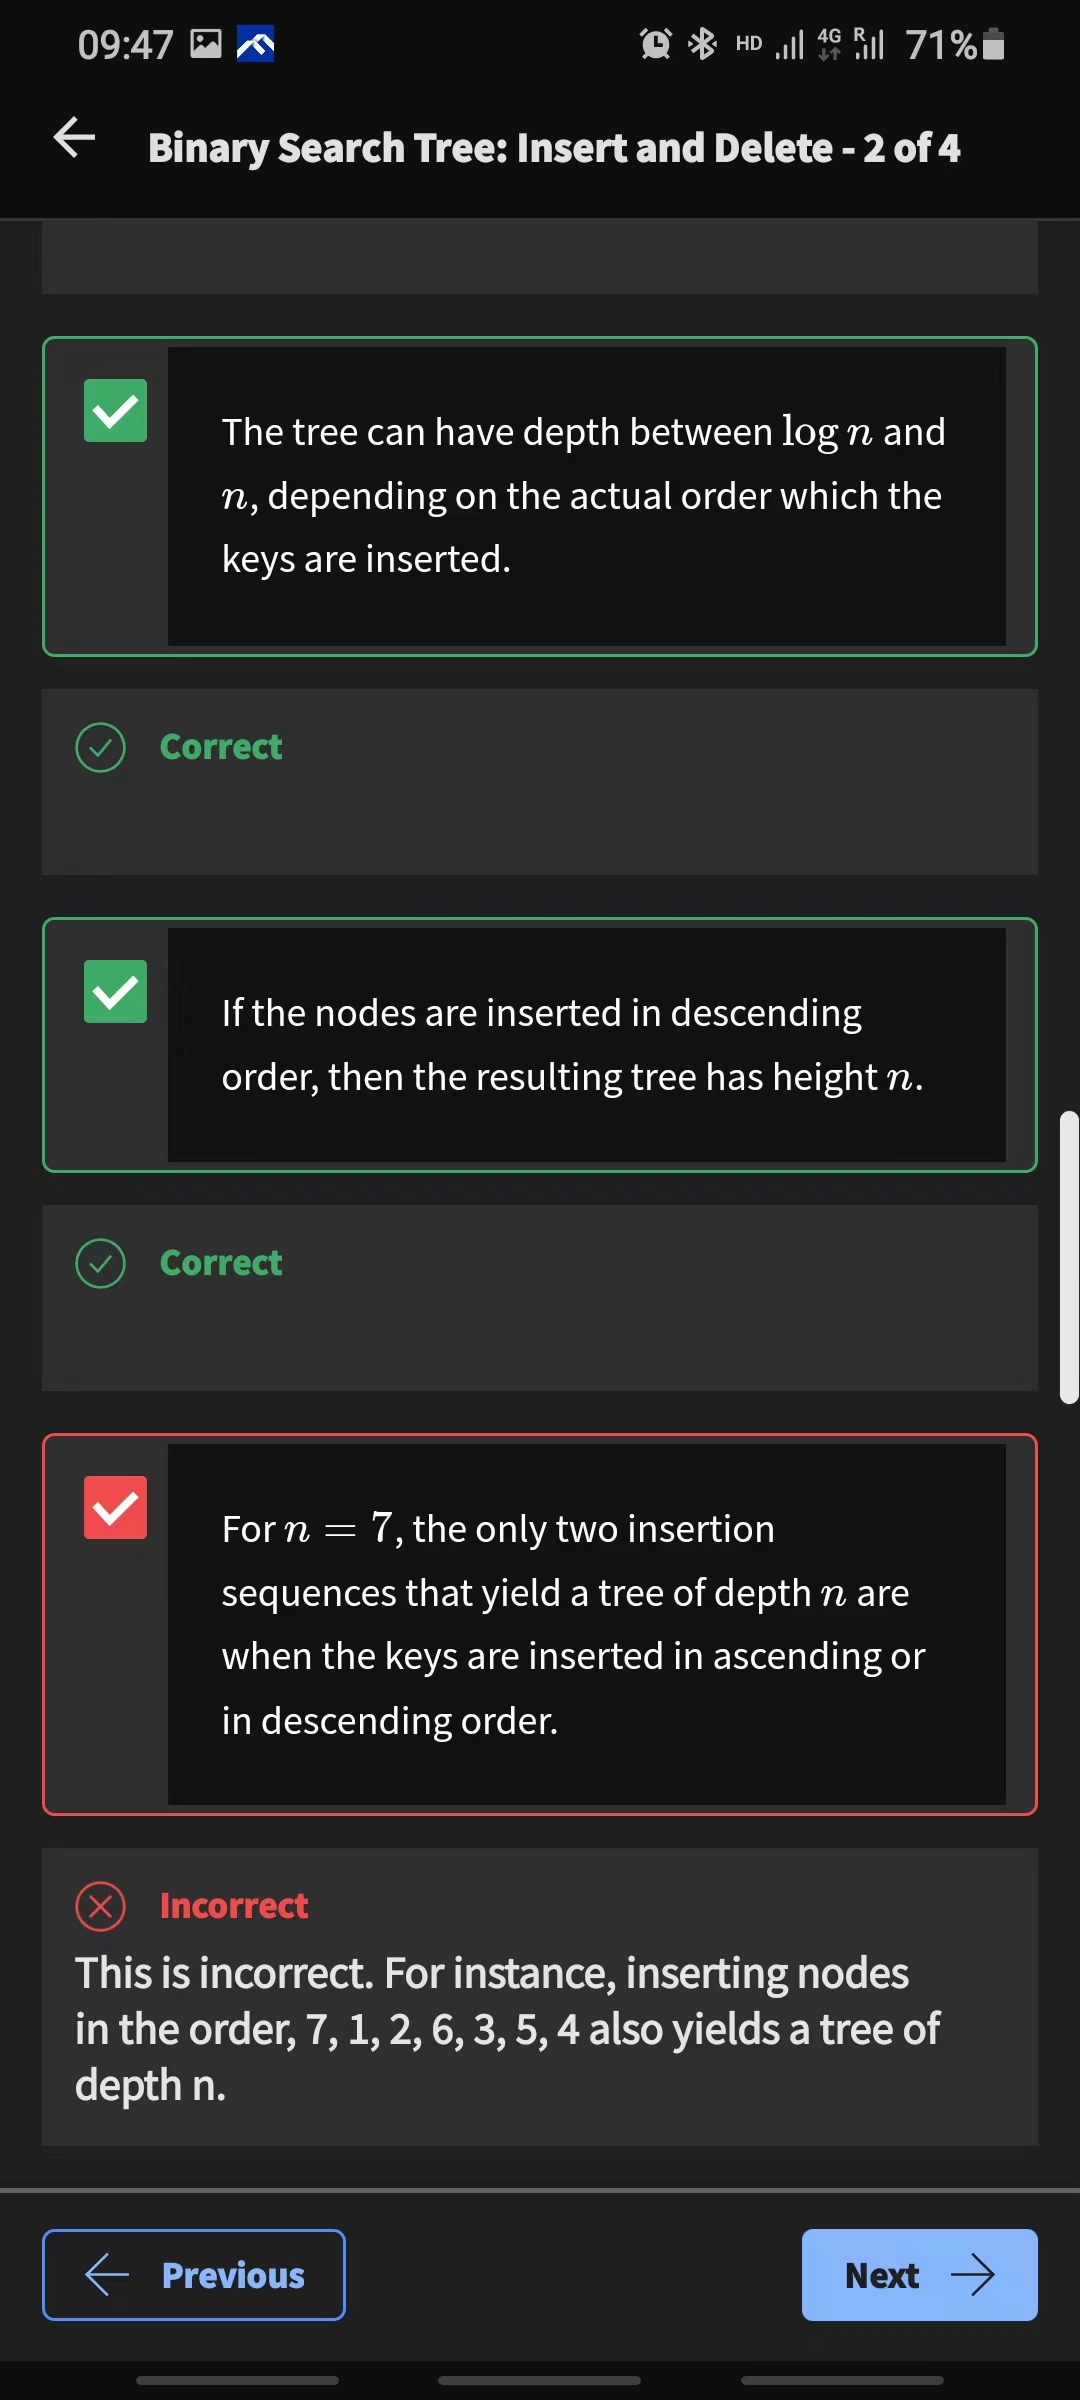 09:47 HD 4G R 71%
Binary Search Tree: Insert and Delete - 2 of 4
The tree can have depth between log n and
n, depending on the actual order which the
keys are inserted.
Correct
If the nodes are inserted in descending
order, then the resulting tree has height n.
Correct
For n = 7, the only two insertion
sequences that yield a tree of depth n are
when the keys are inserted in ascending or
in descending order.
Incorrect
This is incorrect. For instance, inserting nodes
in the order, 7, 1, 2, 6, 3, 5, 4 also yields a tree of
depth n.
Previous
Next